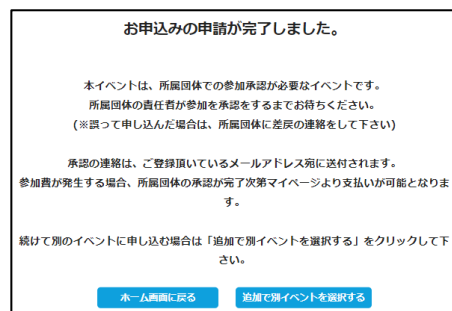 お申込みの申請が完了しました。
本イベントは、所属団体での参加承認が必要なイベントです。
所属団体の責任者が参加を承認をするまでお待ちください。
(※誤って申し込んだ場合は、所属団体に差戻の連絡をして下さい)
承認の連絡は、ご登録頂いているメールアドレス宛に送付されます。
参加費が発生する場合、所属団体の承認が完了次第マイページより支払いが可能となりま
す。
続けて別のイベントに申し込む場合は「追加で別イベントを選択する」をクリックして下
さい。
ホーム画面に戻る
追加で別イベントを選択する